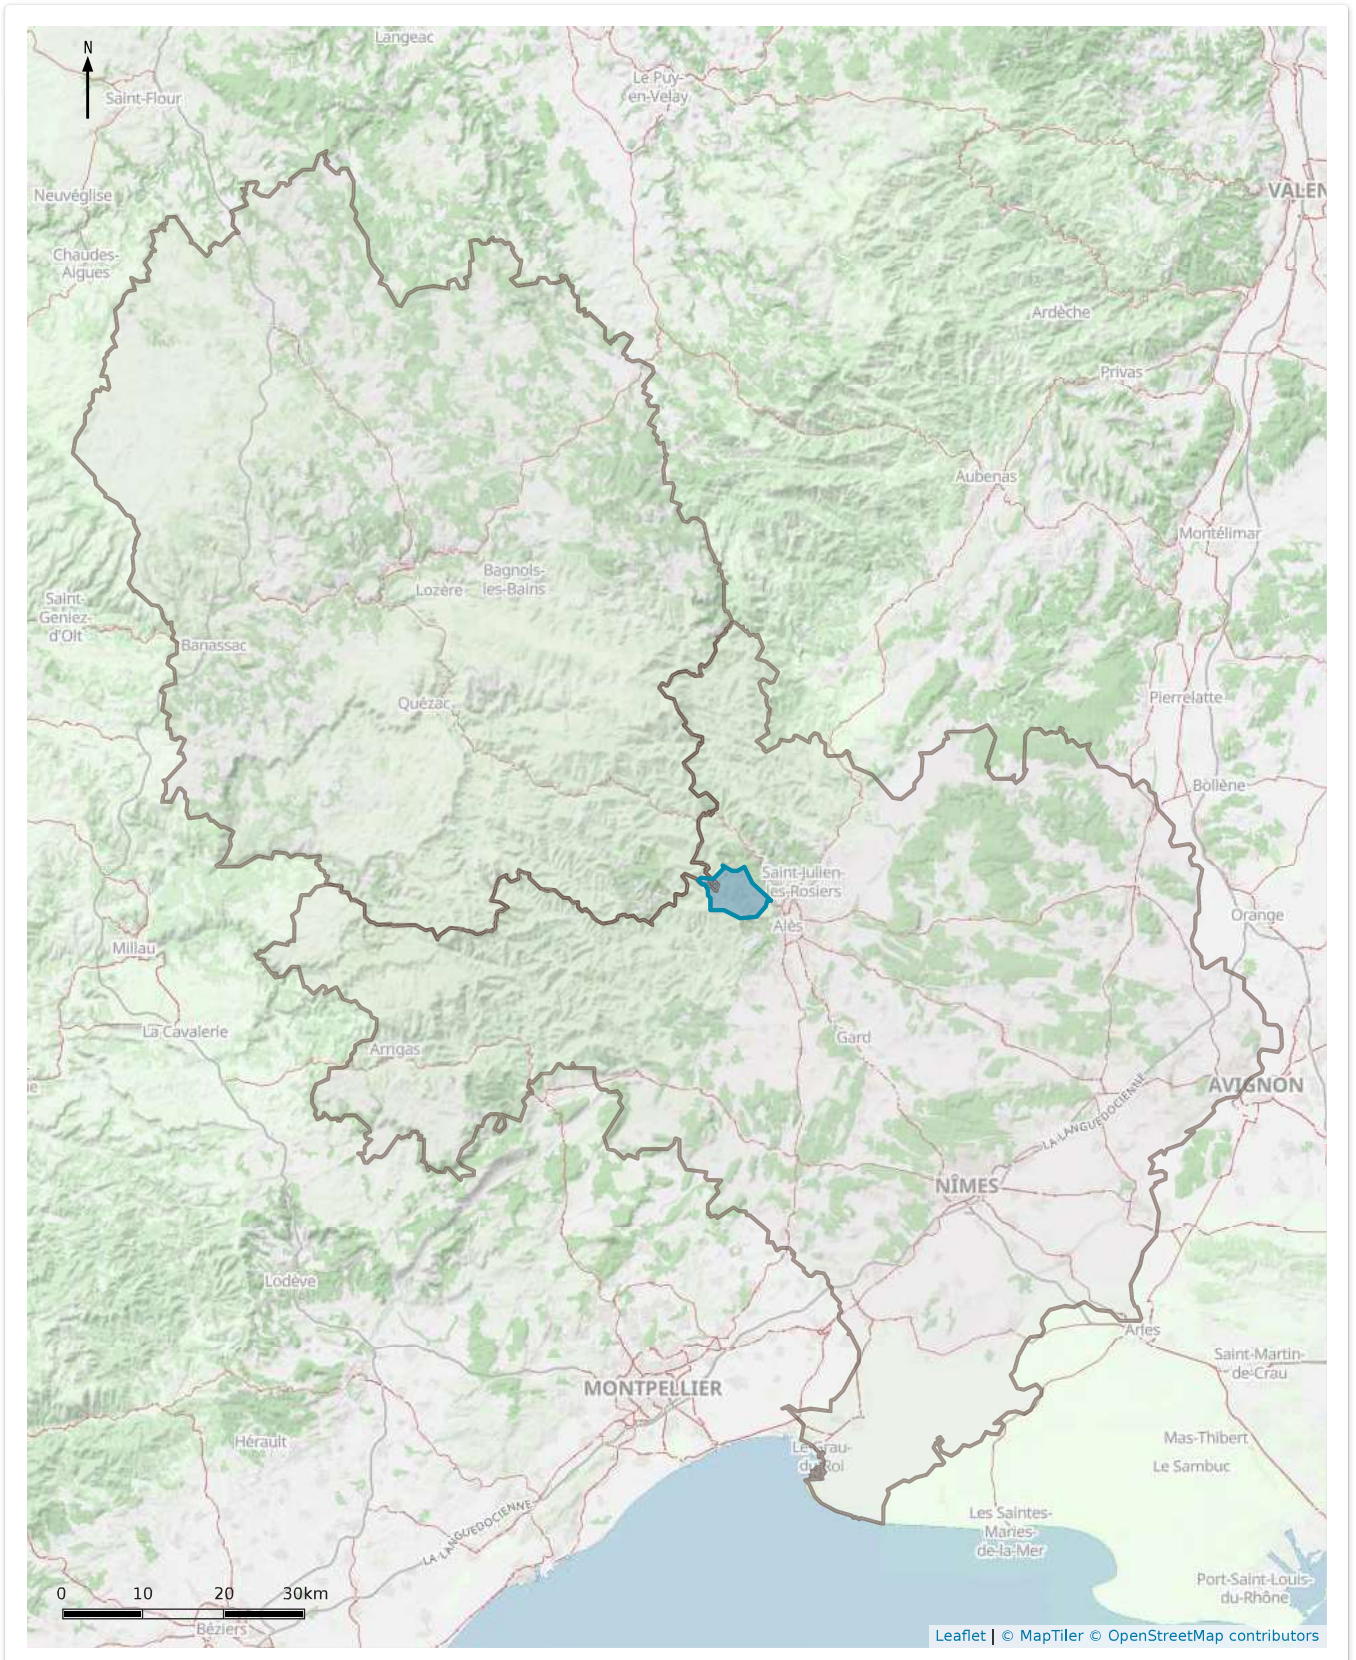 Langeac
N
Le Puy-
en-Velay
Saint-Flour
Neuvéglise
VALEN
Chaudes-
Aigues
Ardèche
Privas
Aubenas
Montélimar
Bagnols-
les-Bains
Lozère
Saint-
Geniez-
d'Olt
Banassac
Quézac
Pierrelatte
Bollène
Saint-Julien-
les-Rosiers
Orange
Alès
Millau
La Cavalerie
Gard
Arrigas
AVIGNON
LA LANGUEDOCIENNE
NÎMES
Lodève
Arles
Saint-Martin-
de-Crau
MONTPELLIER
Hérault
Mas-Thibert
Le Grau-
du-Roi
Le Sambuc
LA LANGUEDOCIENNE
Les Saintes-
Maries-
de-la-Mer
Port-Saint-Louis-
du-Rhône
0 10 20 30km
Béziers
Leaflet | © MapTiler © OpenStreetMap contributors